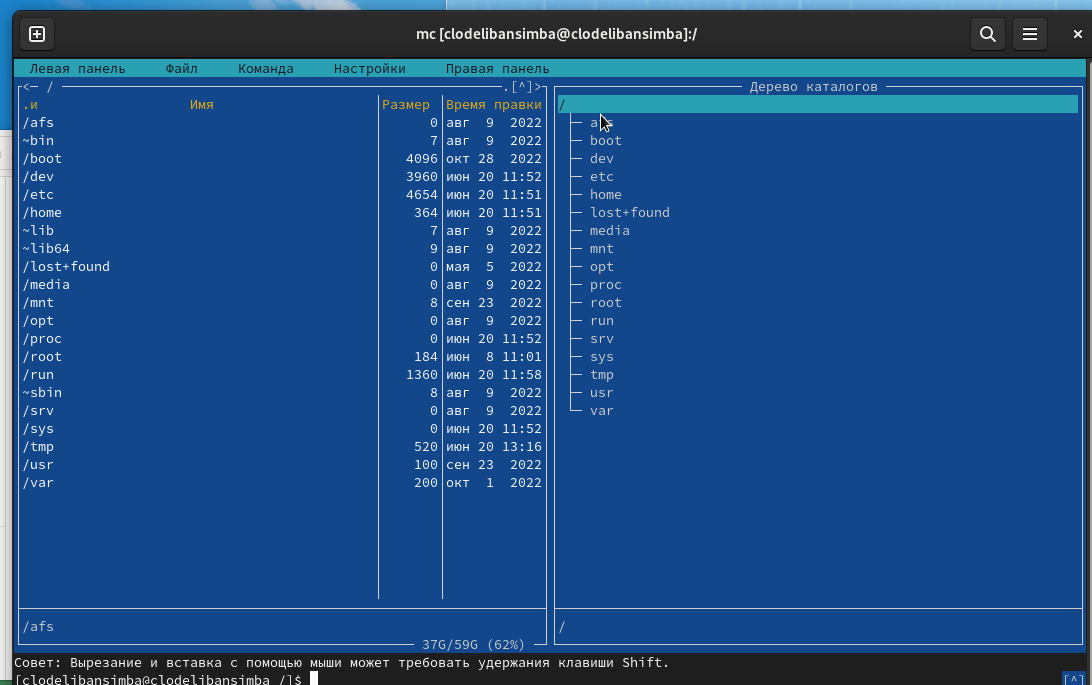 mc [clodelibansimba@clodelibansimba]:/
Левая панель Файл Команда Настройки Правая панель
<─ / .[^]>
.и Имя Размер Время правки
/afs 0 авг 9 2022
~bin 7 авг 9 2022
/boot 4096 окт 28 2022
/dev 3960 июн 20 11:52
/etc 4654 июн 20 11:51
/home 364 июн 20 11:51
~lib 7 авг 9 2022
~lib64 9 авг 9 2022
/lost+found 0 мая 5 2022
/media 0 авг 9 2022
/mnt 8 сен 23 2022
/opt 0 авг 9 2022
/proc 0 июн 20 11:52
/root 184 июн 8 11:01
/run 1360 июн 20 11:58
~sbin 8 авг 9 2022
/srv 0 авг 9 2022
/sys 0 июн 20 11:52
/tmp 520 июн 20 13:16
/usr 100 сен 23 2022
/var 200 окт 1 2022
/afs
37G/59G (62%)
Дерево каталогов
/
afs
boot
dev
etc
home
lost+found
media
mnt
opt
proc
root
run
srv
sys
tmp
usr
var
/
Совет: Вырезание и вставка с помощью мыши может требовать удержания клавиши Shift.
[clodelibansimba@clodelibansimba /]$ [^]